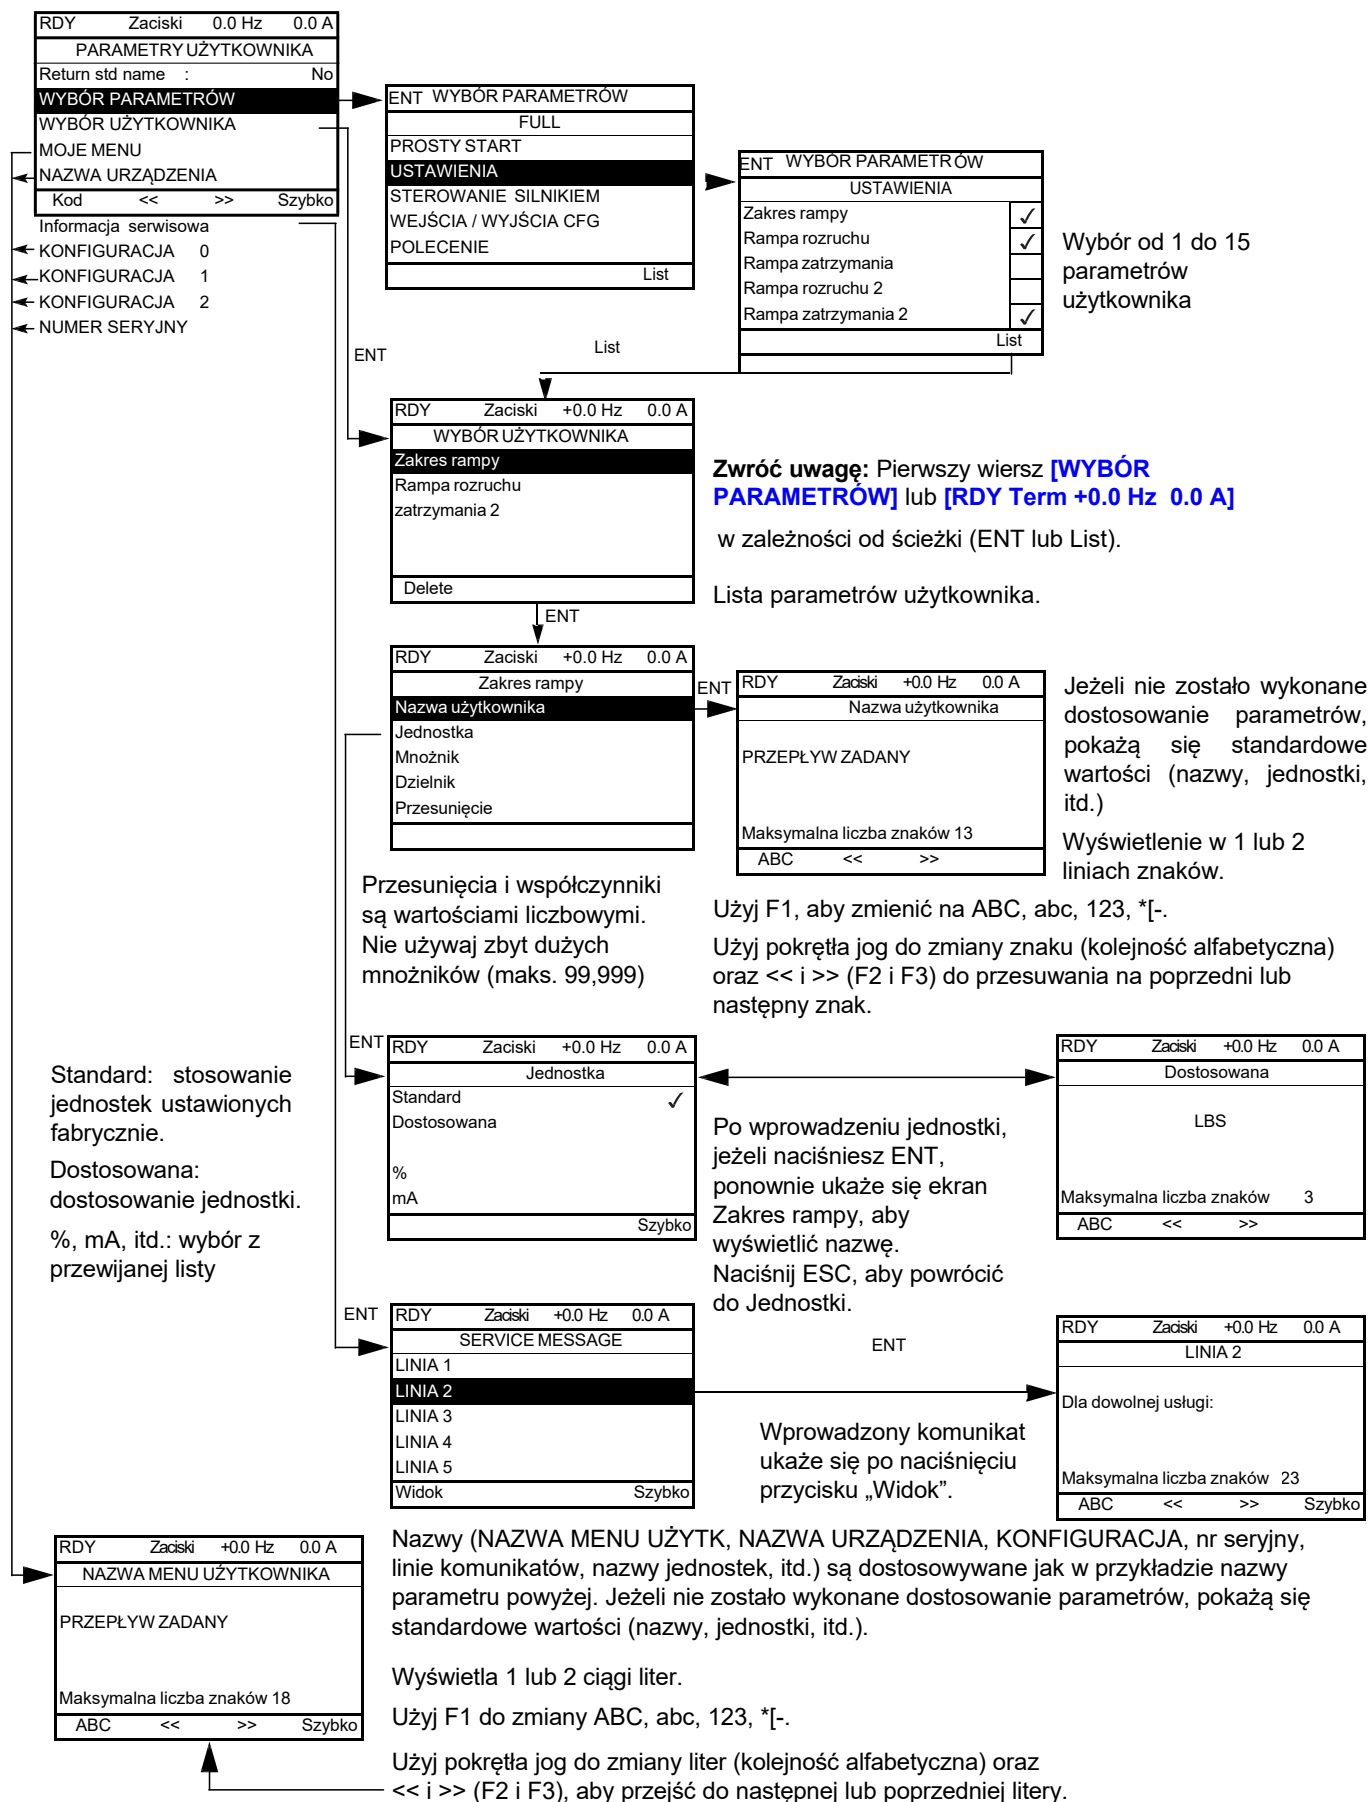 RDY Zaciski 0.0 Hz 0.0 A
PARAMETRY UŻYTKOWNIKA
Return std name : No
WYBÓR PARAMETRÓW
WYBÓR UŻYTKOWNIKA
MOJE MENU
NAZWA URZĄDZENIA
Kod << >> Szybko
Informacja serwisowa
KONFIGURACJA 0
KONFIGURACJA 1
KONFIGURACJA 2
NUMER SERYJNY
ENT WYBÓR PARAMETRÓW
FULL
PROSTY START
USTAWIENIA
STEROWANIE SILNIKIEM
WEJŚCIA / WYJŚCIA CFG
POLECENIE
List
ENT WYBÓR PARAMETRÓW
USTAWIENIA
Zakres rampy ✓
Rampa rozruchu ✓
Rampa zatrzymania
Rampa rozruchu 2
Rampa zatrzymania 2 ✓
List
Wybór od 1 do 15
parametrów
użytkownika
ENT
List
RDY Zaciski +0.0 Hz 0.0 A
WYBÓR UŻYTKOWNIKA
Zakres rampy
Rampa rozruchu
zatrzymania 2
Delete
Zwróć uwagę: Pierwszy wiersz [WYBÓR
PARAMETRÓW] lub [RDY Term +0.0 Hz 0.0 A]
w zależności od ścieżki (ENT lub List).
Lista parametrów użytkownika.
ENT
RDY Zaciski +0.0 Hz 0.0 A
Zakres rampy
Nazwa użytkownika
Jednostka
Mnożnik
Dzielnik
Przesunięcie
ENT
RDY Zaciski +0.0 Hz 0.0 A
Nazwa użytkownika
PRZEPŁYW ZADANY
Maksymalna liczba znaków 13
ABC << >>
Jeżeli nie zostało wykonane
dostosowanie parametrów,
pokażą się standardowe
wartości (nazwy, jednostki,
itd.)
Wyświetlenie w 1 lub 2
liniach znaków.
Przesunięcia i współczynniki
są wartościami liczbowymi.
Nie używaj zbyt dużych
mnożników (maks. 99,999)
Użyj F1, aby zmienić na ABC, abc, 123, *[-.
Użyj pokrętła jog do zmiany znaku (kolejność alfabetyczna)
oraz << i >> (F2 i F3) do przesuwania na poprzedni lub
następny znak.
Standard: stosowanie
jednostek ustawionych
fabrycznie.
Dostosowana:
dostosowanie jednostki.
%, mA, itd.: wybór z
przewijanej listy
ENT
RDY Zaciski +0.0 Hz 0.0 A
Jednostka
Standard ✓
Dostosowana
%
mA
Szybko
Po wprowadzeniu jednostki,
jeżeli naciśniesz ENT,
ponownie ukaże się ekran
Zakres rampy, aby
wyświetlić nazwę.
Naciśnij ESC, aby powrócić
do Jednostki.
RDY Zaciski +0.0 Hz 0.0 A
Dostosowana
LBS
Maksymalna liczba znaków 3
ABC << >>
ENT
RDY Zaciski +0.0 Hz 0.0 A
SERVICE MESSAGE
LINIA 1
LINIA 2
LINIA 3
LINIA 4
LINIA 5
Widok Szybko
ENT
Wprowadzony komunikat
ukaże się po naciśnięciu
przycisku „Widok”.
RDY Zaciski +0.0 Hz 0.0 A
LINIA 2
Dla dowolnej usługi:
Maksymalna liczba znaków 23
ABC << >> Szybko
RDY Zaciski +0.0 Hz 0.0 A
NAZWA MENU UŻYTKOWNIKA
PRZEPŁYW ZADANY
Maksymalna liczba znaków 18
ABC << >> Szybko
Nazwy (NAZWA MENU UŻYTK, NAZWA URZĄDZENIA, KONFIGURACJA, nr seryjny,
linie komunikatów, nazwy jednostek, itd.) są dostosowywane jak w przykładzie nazwy
parametru powyżej. Jeżeli nie zostało wykonane dostosowanie parametrów, pokażą się
standardowe wartości (nazwy, jednostki, itd.).
Wyświetla 1 lub 2 ciągi liter.
Użyj F1 do zmiany ABC, abc, 123, *[-.
Użyj pokrętła jog do zmiany liter (kolejność alfabetyczna) oraz
<< i >> (F2 i F3), aby przejść do następnej lub poprzedniej litery.